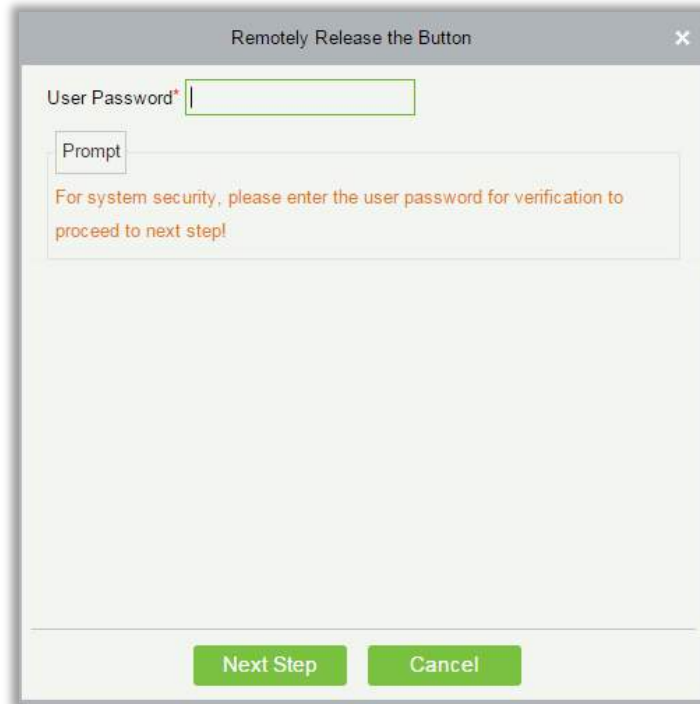 Remotely Release the Button ×
User Password*
Prompt
For system security, please enter the user password for verification to
proceed to next step!
Next Step Cancel